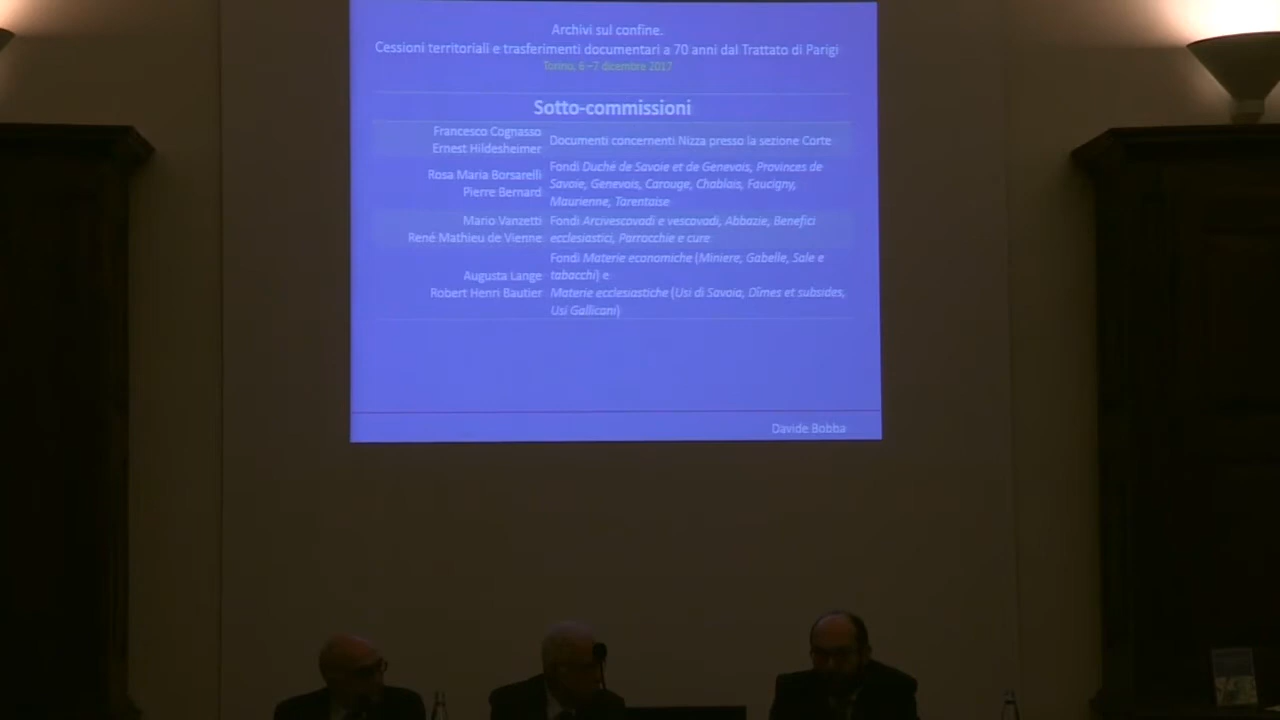 Archivi sul confine.
Cessioni territoriali e trasferimenti documentari a 70 anni dal Trattato di Parigi
Torino, 6–7 dicembre 2017
Sotto-commissioni
Francesco Cognasso
Ernest Hildesheimer
Documenti concernenti Nizza presso la sezione Corte
Rosa Maria Borsarelli
Pierre Bernard
Fondi Duché de Savoie et de Genevois, Provinces de
Savoie, Genevois, Carouge, Chablais, Faucigny,
Maurienne, Tarentaise
Mario Vanzetti
René Mathieu de Vienne
Fondi Arcivescovadi e vescovadi, Abbazie, Benefici
ecclesiastici, Parrocchie e cure
Augusta Lange
Robert Henri Bautier
Fondi Materie economiche (Miniere, Gabelle, Sale e
tabacchi) e
Materie ecclesiastiche (Usi di Savoia, Dîmes et subsides,
Usi Gallicani)
Davide Bobba